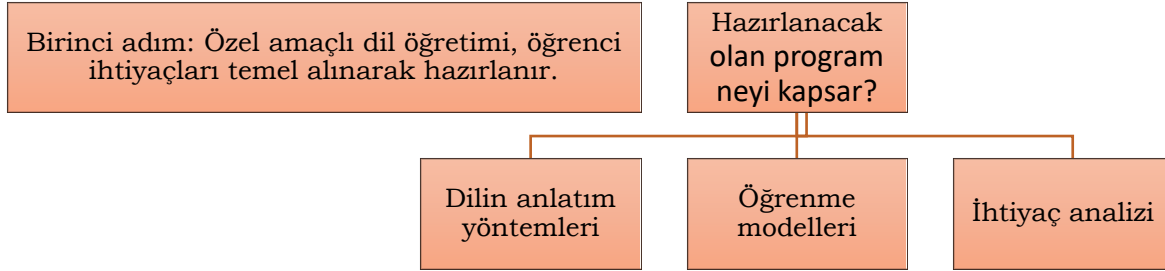 Birinci adım: Özel amaçlı dil öğretimi, öğrenci
ihtiyaçları temel alınarak hazırlanır.
Hazırlanacak
olan program
neyi kapsar?
Dilin anlatım
yöntemleri
Öğrenme
modelleri
İhtiyaç analizi